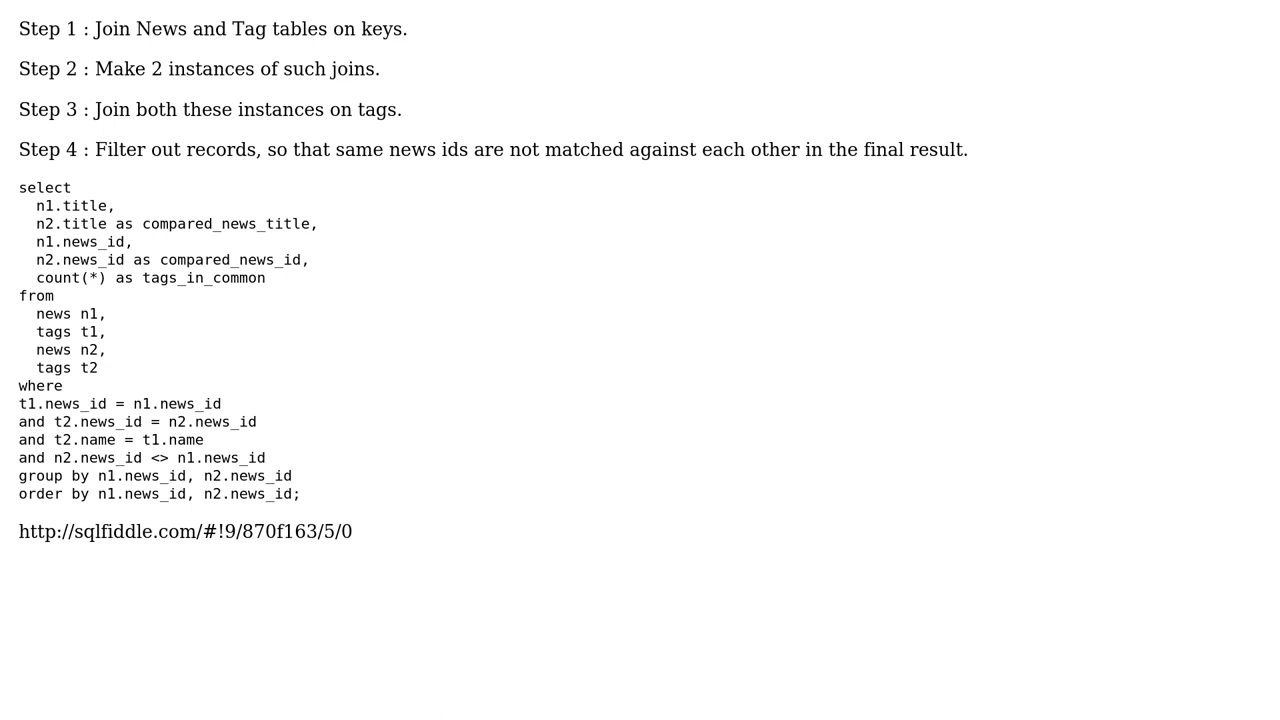 Step 1 : Join News and Tag tables on keys.
Step 2 : Make 2 instances of such joins.
Step 3 : Join both these instances on tags.
Step 4 : Filter out records, so that same news ids are not matched against each other in the final result.
select
  n1.title,
  n2.title as compared_news_title,
  n1.news_id,
  n2.news_id as compared_news_id,
  count(*) as tags_in_common
from
  news n1,
  tags t1,
  news n2,
  tags t2
where
t1.news_id = n1.news_id
and t2.news_id = n2.news_id
and t2.name = t1.name
and n2.news_id <> n1.news_id
group by n1.news_id, n2.news_id
order by n1.news_id, n2.news_id;
http://sqlfiddle.com/#!9/870f163/5/0